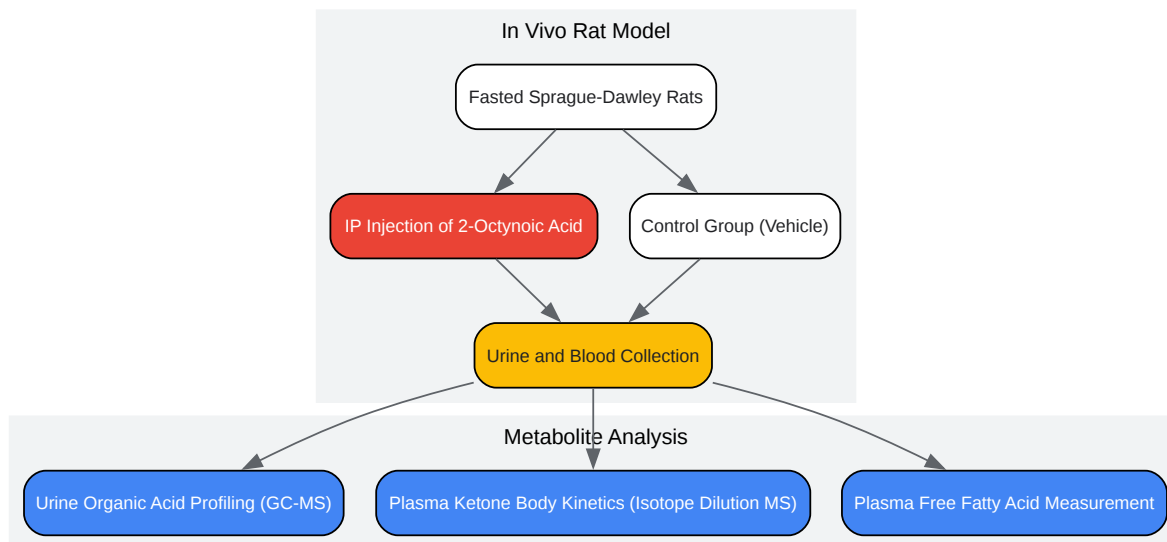 In Vivo Rat Model
Fasted Sprague-Dawley Rats
IP Injection of 2-Octynoic Acid
Control Group (Vehicle)
Urine and Blood Collection
Metabolite Analysis
Urine Organic Acid Profiling (GC-MS)
Plasma Ketone Body Kinetics (Isotope Dilution MS)
Plasma Free Fatty Acid Measurement